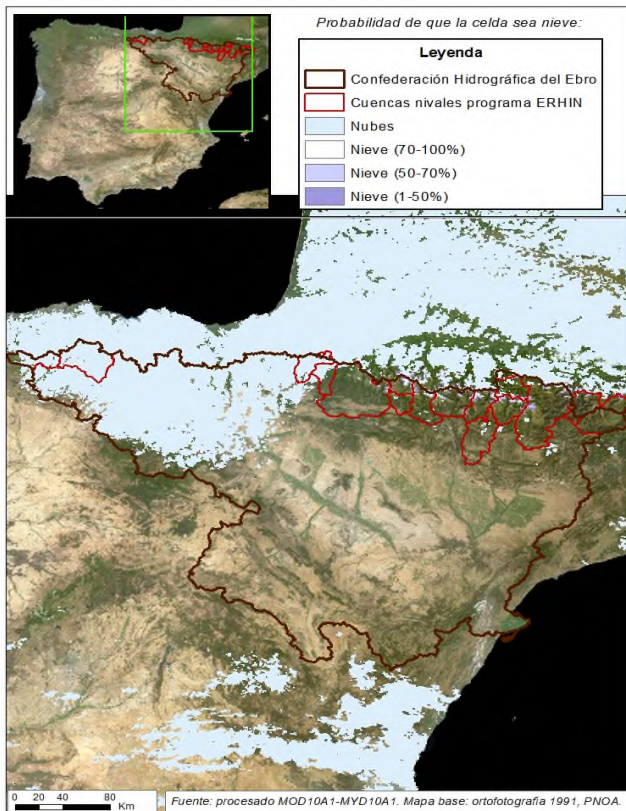 Probabilidad de que la celda sea nieve:
Leyenda
Confederación Hidrográfica del Ebro
Cuencas nivales programa ERHIN
Nubes
Nieve (70-100%)
Nieve (50-70%)
Nieve (1-50%)
0 20 40 80
Km
Fuente: procesado MOD10A1-MYD10A1. Mapa base: ortofotografía 1991, PNOA.